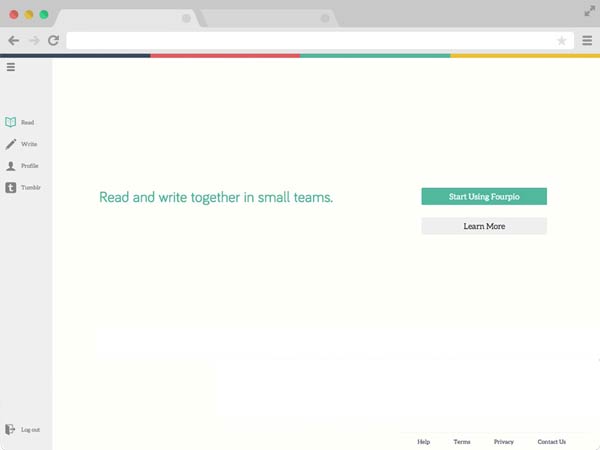 Read
Write
Profile
Tumblr
Read and write together in small teams.
Start Using Fourpio
Learn More
Log out
Help Terms Privacy Contact Us